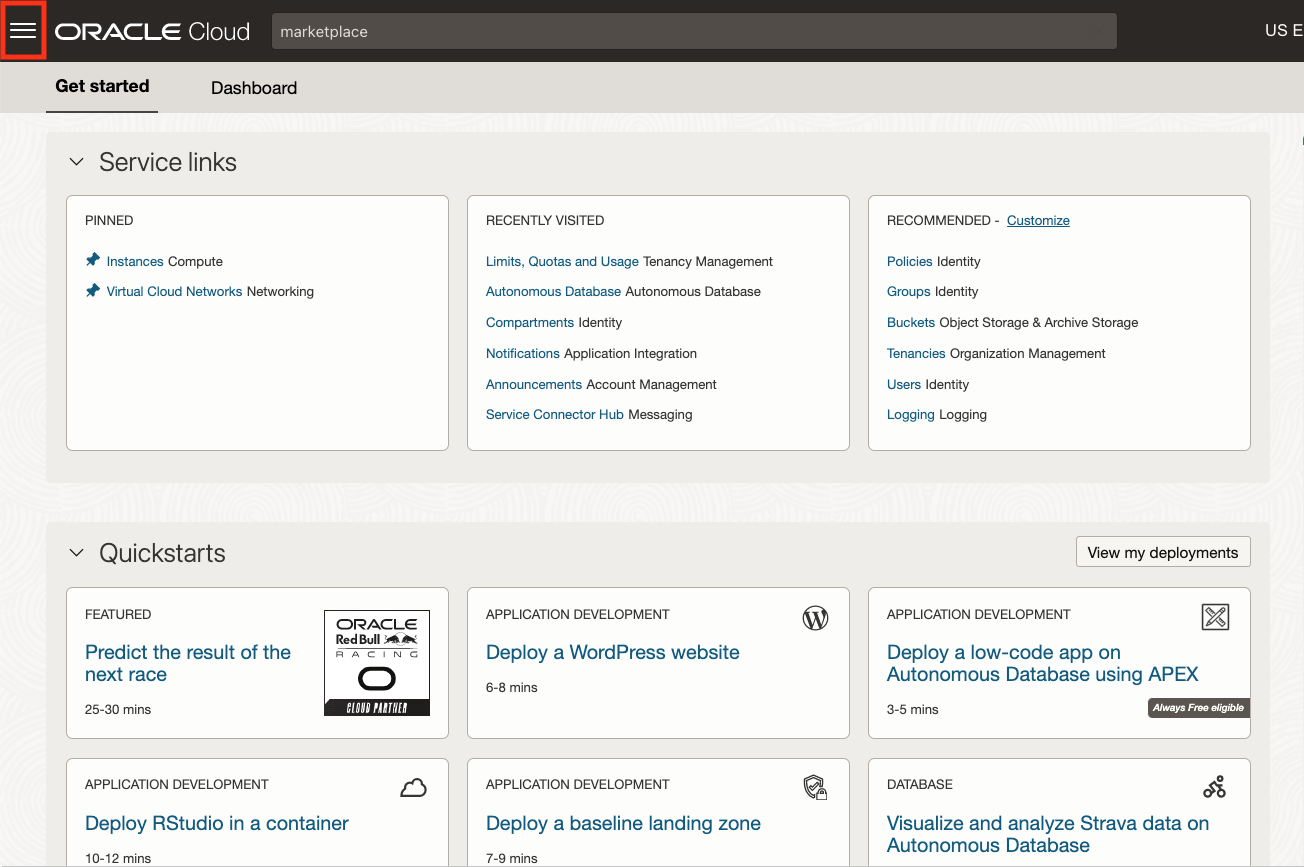 ORACLE Cloud
marketplace
US E
Get started
Dashboard
Service links
PINNED
Instances Compute
Virtual Cloud Networks Networking
RECENTLY VISITED
Limits, Quotas and Usage Tenancy Management
Autonomous Database Autonomous Database
Compartments Identity
Notifications Application Integration
Announcements Account Management
Service Connector Hub Messaging
RECOMMENDED - Customize
Policies Identity
Groups Identity
Buckets Object Storage & Archive Storage
Tenancies Organization Management
Users Identity
Logging Logging
Quickstarts
View my deployments
FEATURED
Predict the result of the
next race
25-30 mins
ORACLE
Red Bull
RACING
CLOUD PARTNER
APPLICATION DEVELOPMENT
Deploy a WordPress website
6-8 mins
APPLICATION DEVELOPMENT
Deploy a low-code app on
Autonomous Database using APEX
3-5 mins
Always Free eligible
APPLICATION DEVELOPMENT
Deploy RStudio in a container
10-12 mins
APPLICATION DEVELOPMENT
Deploy a baseline landing zone
7-9 mins
DATABASE
Visualize and analyze Strava data on
Autonomous Database